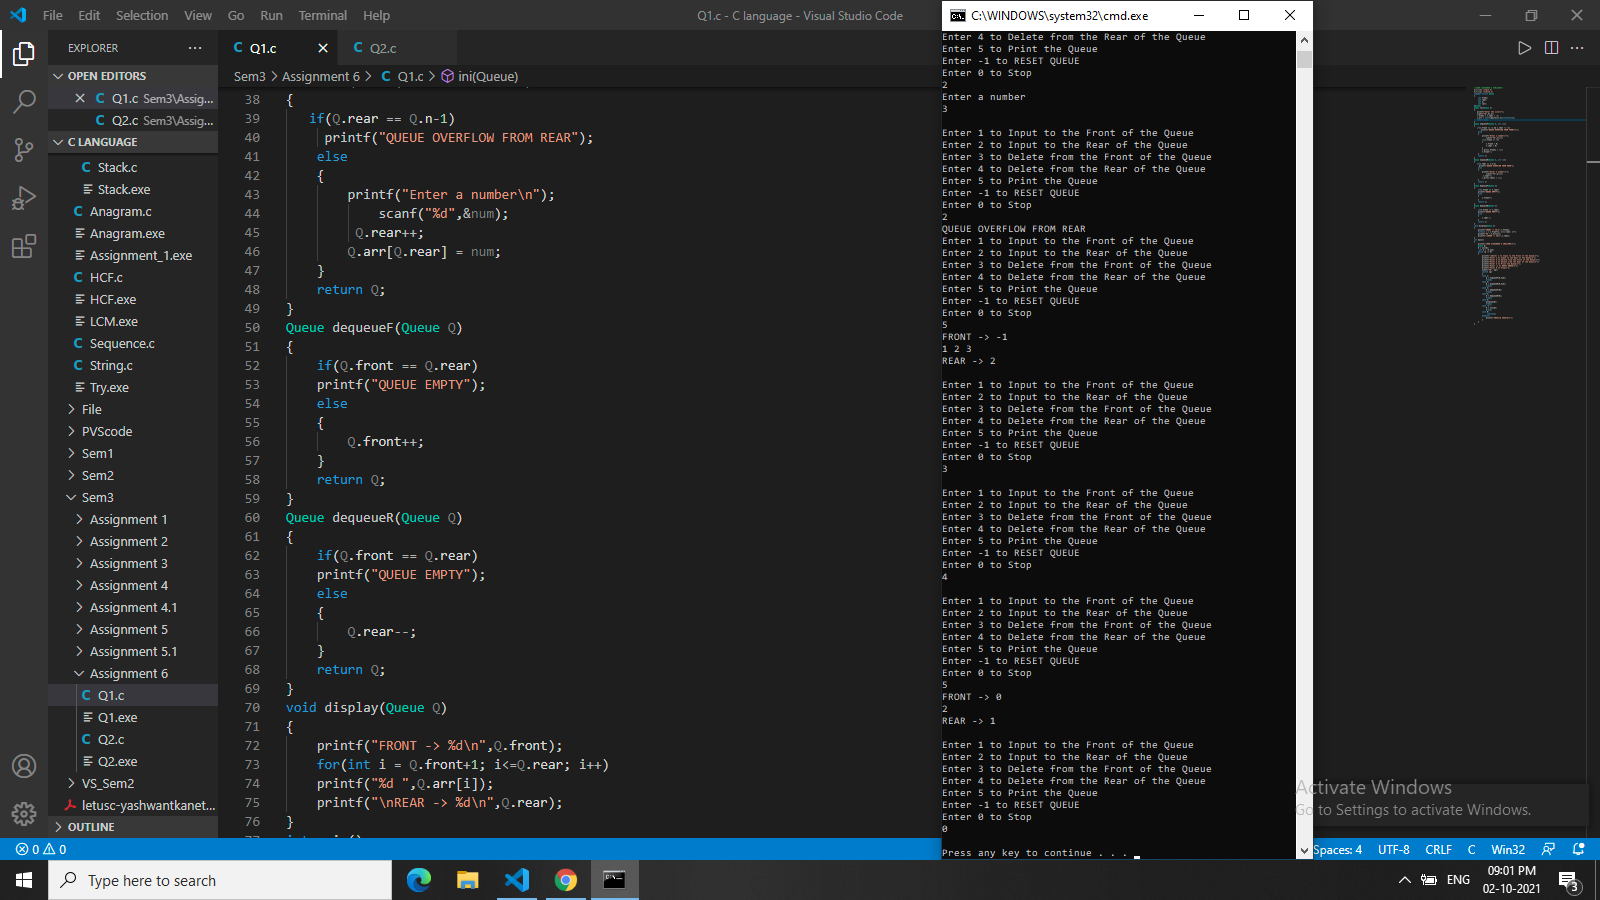 File Edit Selection View Go Run Terminal Help
Q1.c - C language - Visual Studio Code
EXPLORER
OPEN EDITORS
C Q1.c Sem3\Assig...
C Q2.c Sem3\Assig...
C LANGUAGE
C Stack.c
Stack.exe
C Anagram.c
Anagram.exe
Assignment_1.exe
C HCF.c
HCF.exe
LCM.exe
C Sequence.c
C String.c
Try.exe
File
PVScode
Sem1
Sem2
Sem3
Assignment 1
Assignment 2
Assignment 3
Assignment 4
Assignment 4.1
Assignment 5
Assignment 5.1
Assignment 6
C Q1.c
Q1.exe
C Q2.c
Q2.exe
VS_Sem2
letusc-yashwantkanet...
OUTLINE
C Q1.c
C Q2.c
Sem3 > Assignment 6 > C Q1.c > ini(Queue)
38 {
39 if(Q.rear == Q.n-1)
40 printf("QUEUE OVERFLOW FROM REAR");
41 else
42 {
43 printf("Enter a number\n");
44 scanf("%d",&num);
45 Q.rear++;
46 Q.arr[Q.rear] = num;
47 }
48 return Q;
49 }
50 Queue dequeueF(Queue Q)
51 {
52 if(Q.front == Q.rear)
53 printf("QUEUE EMPTY");
54 else
55 {
56 Q.front++;
57 }
58 return Q;
59 }
60 Queue dequeueR(Queue Q)
61 {
62 if(Q.front == Q.rear)
63 printf("QUEUE EMPTY");
64 else
65 {
66 Q.rear--;
67 }
68 return Q;
69 }
70 void display(Queue Q)
71 {
72 printf("FRONT -> %d\n",Q.front);
73 for(int i = Q.front+1; i<=Q.rear; i++)
74 printf("%d ",Q.arr[i]);
75 printf("\nREAR -> %d\n",Q.rear);
76 }
C:\WINDOWS\system32\cmd.exe
Enter 4 to Delete from the Rear of the Queue
Enter 5 to Print the Queue
Enter -1 to RESET QUEUE
Enter 0 to Stop
2
Enter a number
3
Enter 1 to Input to the Front of the Queue
Enter 2 to Input to the Rear of the Queue
Enter 3 to Delete from the Front of the Queue
Enter 4 to Delete from the Rear of the Queue
Enter 5 to Print the Queue
Enter -1 to RESET QUEUE
Enter 0 to Stop
2
QUEUE OVERFLOW FROM REAR
Enter 1 to Input to the Front of the Queue
Enter 2 to Input to the Rear of the Queue
Enter 3 to Delete from the Front of the Queue
Enter 4 to Delete from the Rear of the Queue
Enter 5 to Print the Queue
Enter -1 to RESET QUEUE
Enter 0 to Stop
5
FRONT -> -1
1 2 3
REAR -> 2
Enter 1 to Input to the Front of the Queue
Enter 2 to Input to the Rear of the Queue
Enter 3 to Delete from the Front of the Queue
Enter 4 to Delete from the Rear of the Queue
Enter 5 to Print the Queue
Enter -1 to RESET QUEUE
Enter 0 to Stop
3
Enter 1 to Input to the Front of the Queue
Enter 2 to Input to the Rear of the Queue
Enter 3 to Delete from the Front of the Queue
Enter 4 to Delete from the Rear of the Queue
Enter 5 to Print the Queue
Enter -1 to RESET QUEUE
Enter 0 to Stop
4
Enter 1 to Input to the Front of the Queue
Enter 2 to Input to the Rear of the Queue
Enter 3 to Delete from the Front of the Queue
Enter 4 to Delete from the Rear of the Queue
Enter 5 to Print the Queue
Enter -1 to RESET QUEUE
Enter 0 to Stop
5
FRONT -> 0
2
REAR -> 1
Enter 1 to Input to the Front of the Queue
Enter 2 to Input to the Rear of the Queue
Enter 3 to Delete from the Front of the Queue
Enter 4 to Delete from the Rear of the Queue
Enter 5 to Print the Queue
Enter -1 to RESET QUEUE
Enter 0 to Stop
0
Press any key to continue . . .
Activate Windows
Go to Settings to activate Windows.
0 0
Spaces: 4 UTF-8 CRLF C Win32
Type here to search
ENG
09:01 PM
02-10-2021
3